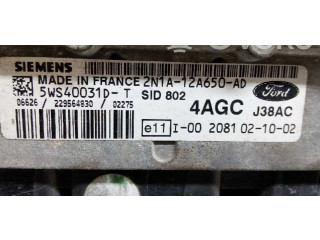 SIEMENS
MADE IN FRANCE 2N1A-12A650-AD
5WS40031D-T SID 802
06626 / 229564830 / 02275
4AGC J38AC
Ford
e11 I-00 2081 02-10-02